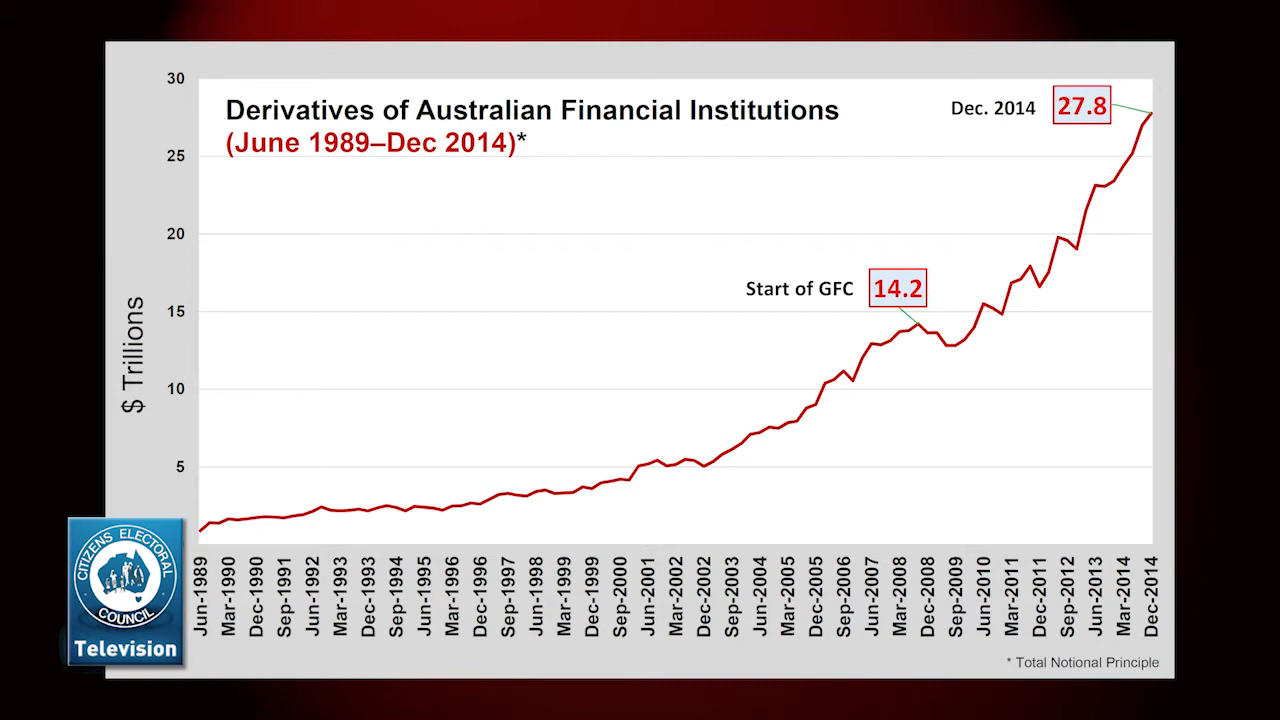 Derivatives of Australian Financial Institutions
(June 1989–Dec 2014)*
Dec. 2014 27.8
Start of GFC 14.2
$ Trillions
30
25
20
15
10
5
Jun-1989
Mar-1990
Dec-1990
Sep-1991
Jun-1992
Mar-1993
Dec-1993
Sep-1994
Jun-1995
Mar-1996
Dec-1996
Sep-1997
Jun-1998
Mar-1999
Dec-1999
Sep-2000
Jun-2001
Mar-2002
Dec-2002
Sep-2003
Jun-2004
Mar-2005
Dec-2005
Sep-2006
Jun-2007
Mar-2008
Dec-2008
Sep-2009
Jun-2010
Mar-2011
Dec-2011
Sep-2012
Jun-2013
Mar-2014
Dec-2014
* Total Notional Principle
CITIZENS ELECTORAL
COUNCIL
Television